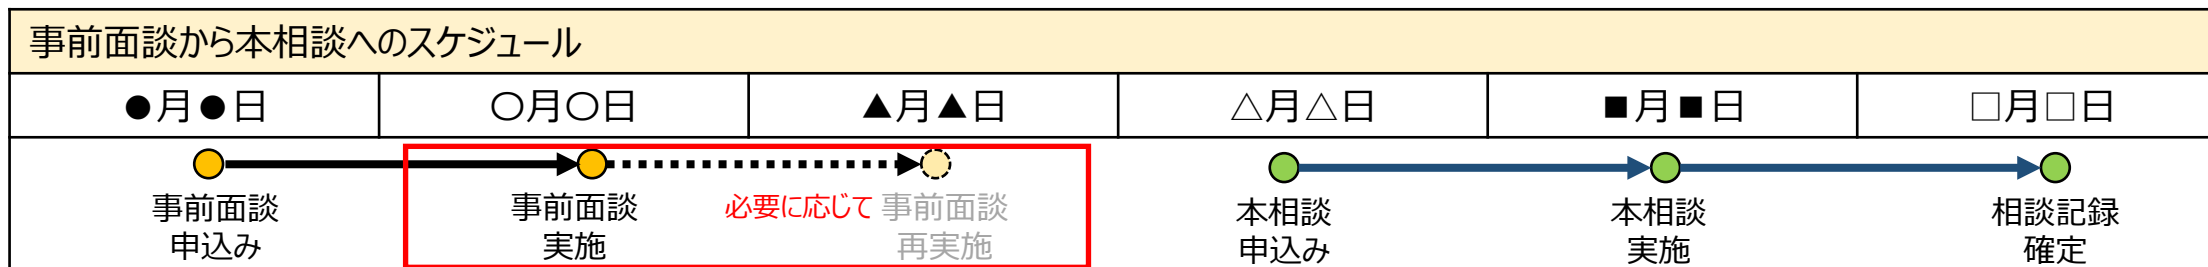 事前面談から本相談へのスケジュール
●月●日
〇月〇日
▲月▲日
△月△日
■月■日
□月□日
事前面談
申込み
事前面談
実施
必要に応じて
事前面談
再実施
本相談
申込み
本相談
実施
相談記録
確定